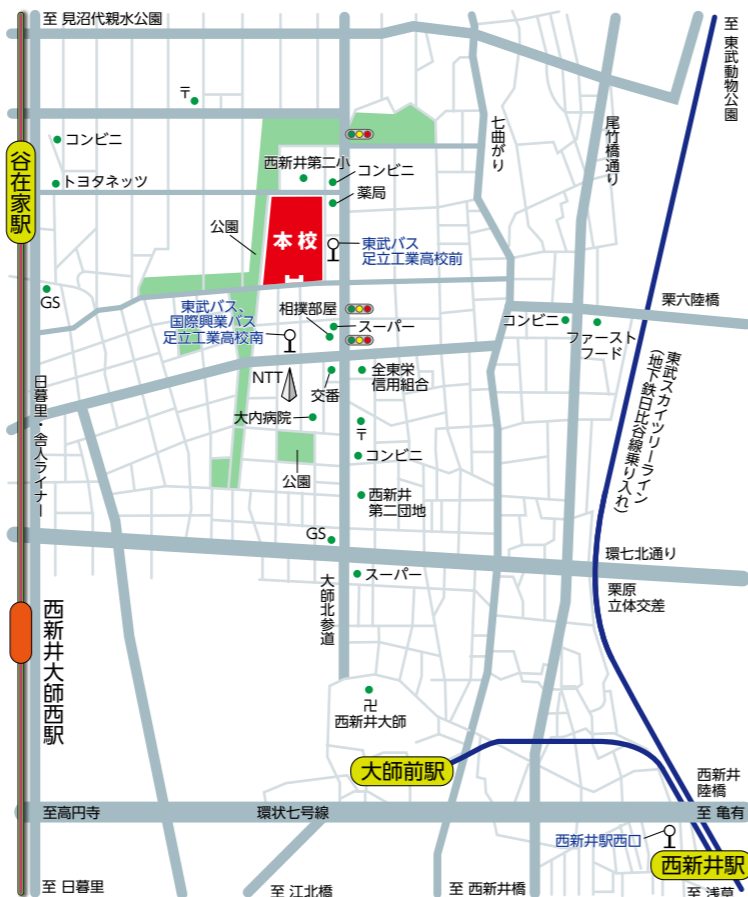 至 見沼代親水公園
至 東武動物公園
〒
コンビニ
トヨタネッツ
谷在家駅
七曲がり
尾竹橋通り
西新井第二小
コンビニ
薬局
公園
本校
東武バス
足立工業高校前
GS
東武バス、
国際興業バス
足立工業高校南
相撲部屋
スーパー
栗六陸橋
コンビニ
ファースト
フード
NTT
交番
全東栄
信用組合
東武スカイツリーライン
(地下鉄日比谷線乗り入れ)
日暮里・舎人ライナー
大内病院
〒
公園
コンビニ
西新井
第二団地
GS
環七北通り
スーパー
栗原
立体交差
大師北参道
西新井大師西駅
卍
西新井大師
大師前駅
西新井
陸橋
至高円寺
環状七号線
至 亀有
西新井駅西口
西新井駅
至 日暮里
至 江北橋
至 西新井橋
至 浅草